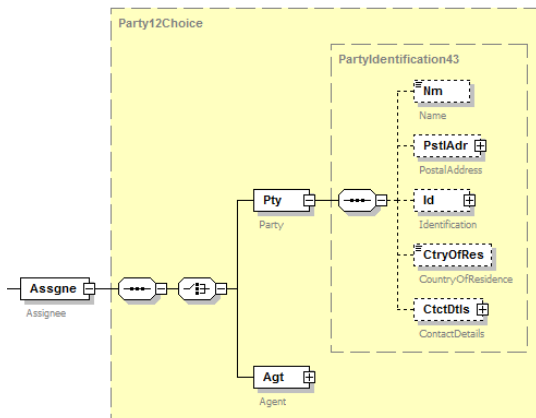 Party12Choice
PartyIdentification43
Nm
Name
PstlAdr
PostalAddress
Pty
Party
Id
Identification
CtryOfRes
CountryOfResidence
Assgne
Assignee
CtctDtls
ContactDetails
Agt
Agent